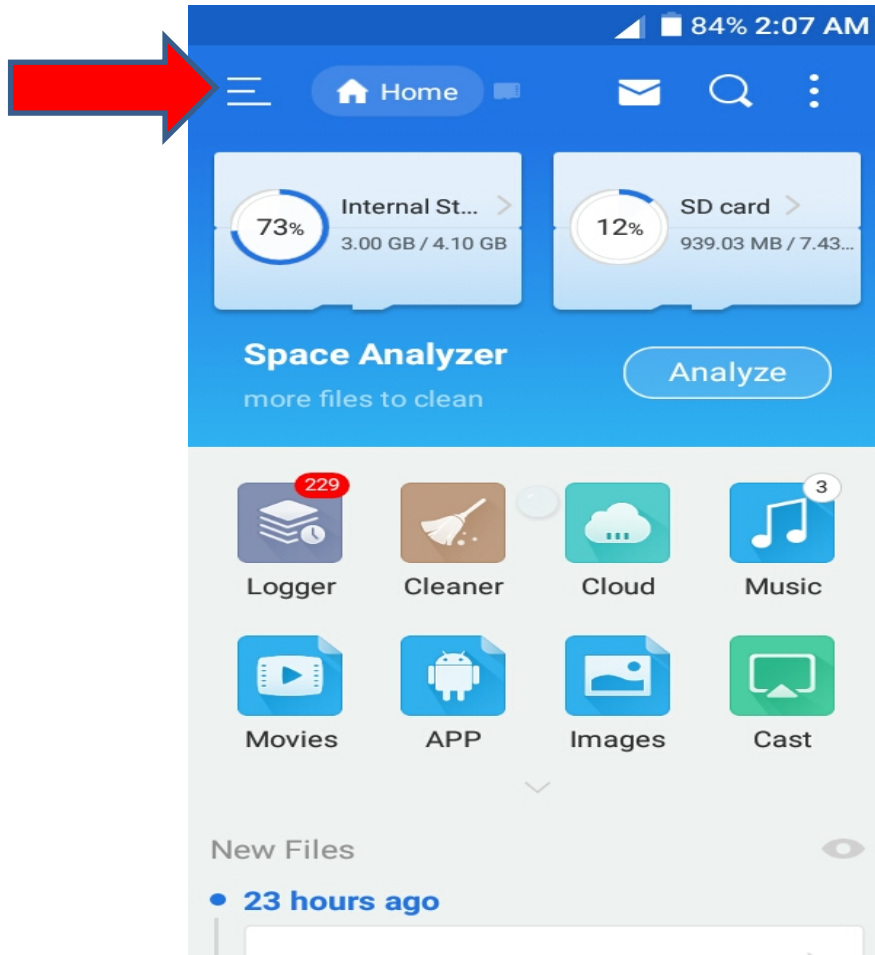 84% 2:07 AM
Home
Internal St...
73%
3.00 GB / 4.10 GB
SD card
12%
939.03 MB / 7.43...
Space Analyzer
Analyze
more files to clean
229
3
Logger
Cleaner
Cloud
Music
Movies
APP
Images
Cast
New Files
23 hours ago